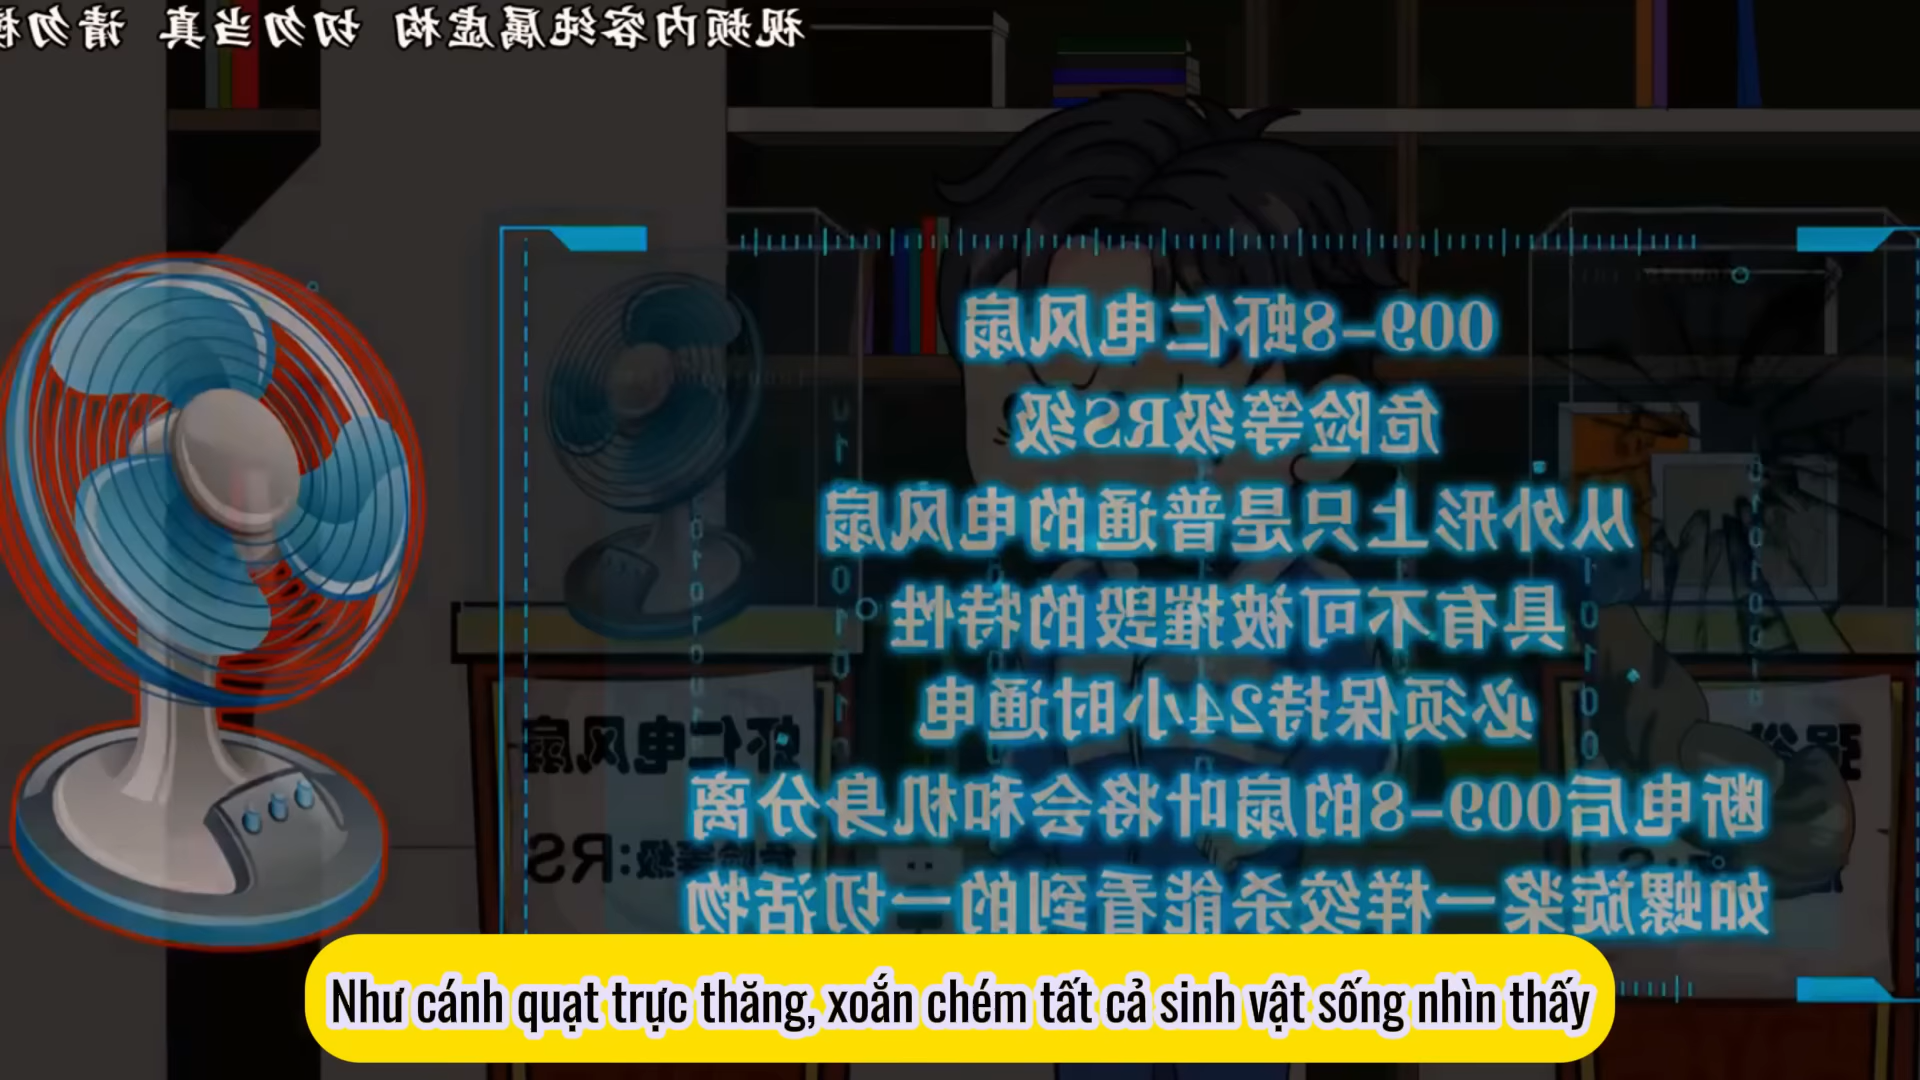 视频内容纯属虚构 切勿当真 请勿模
009-8虾仁电风扇
危险等级RS级
从外形上只是普通的电风扇
具有不可被摧毁的特性
必须保持24小时通电
断电后009-8的扇叶将会和机身分离
如螺旋桨一样绞杀能看到的一切活物
虾仁电风扇
危险等级:RS
Như cánh quạt trực thăng, xoắn chém tất cả sinh vật sống nhìn thấy